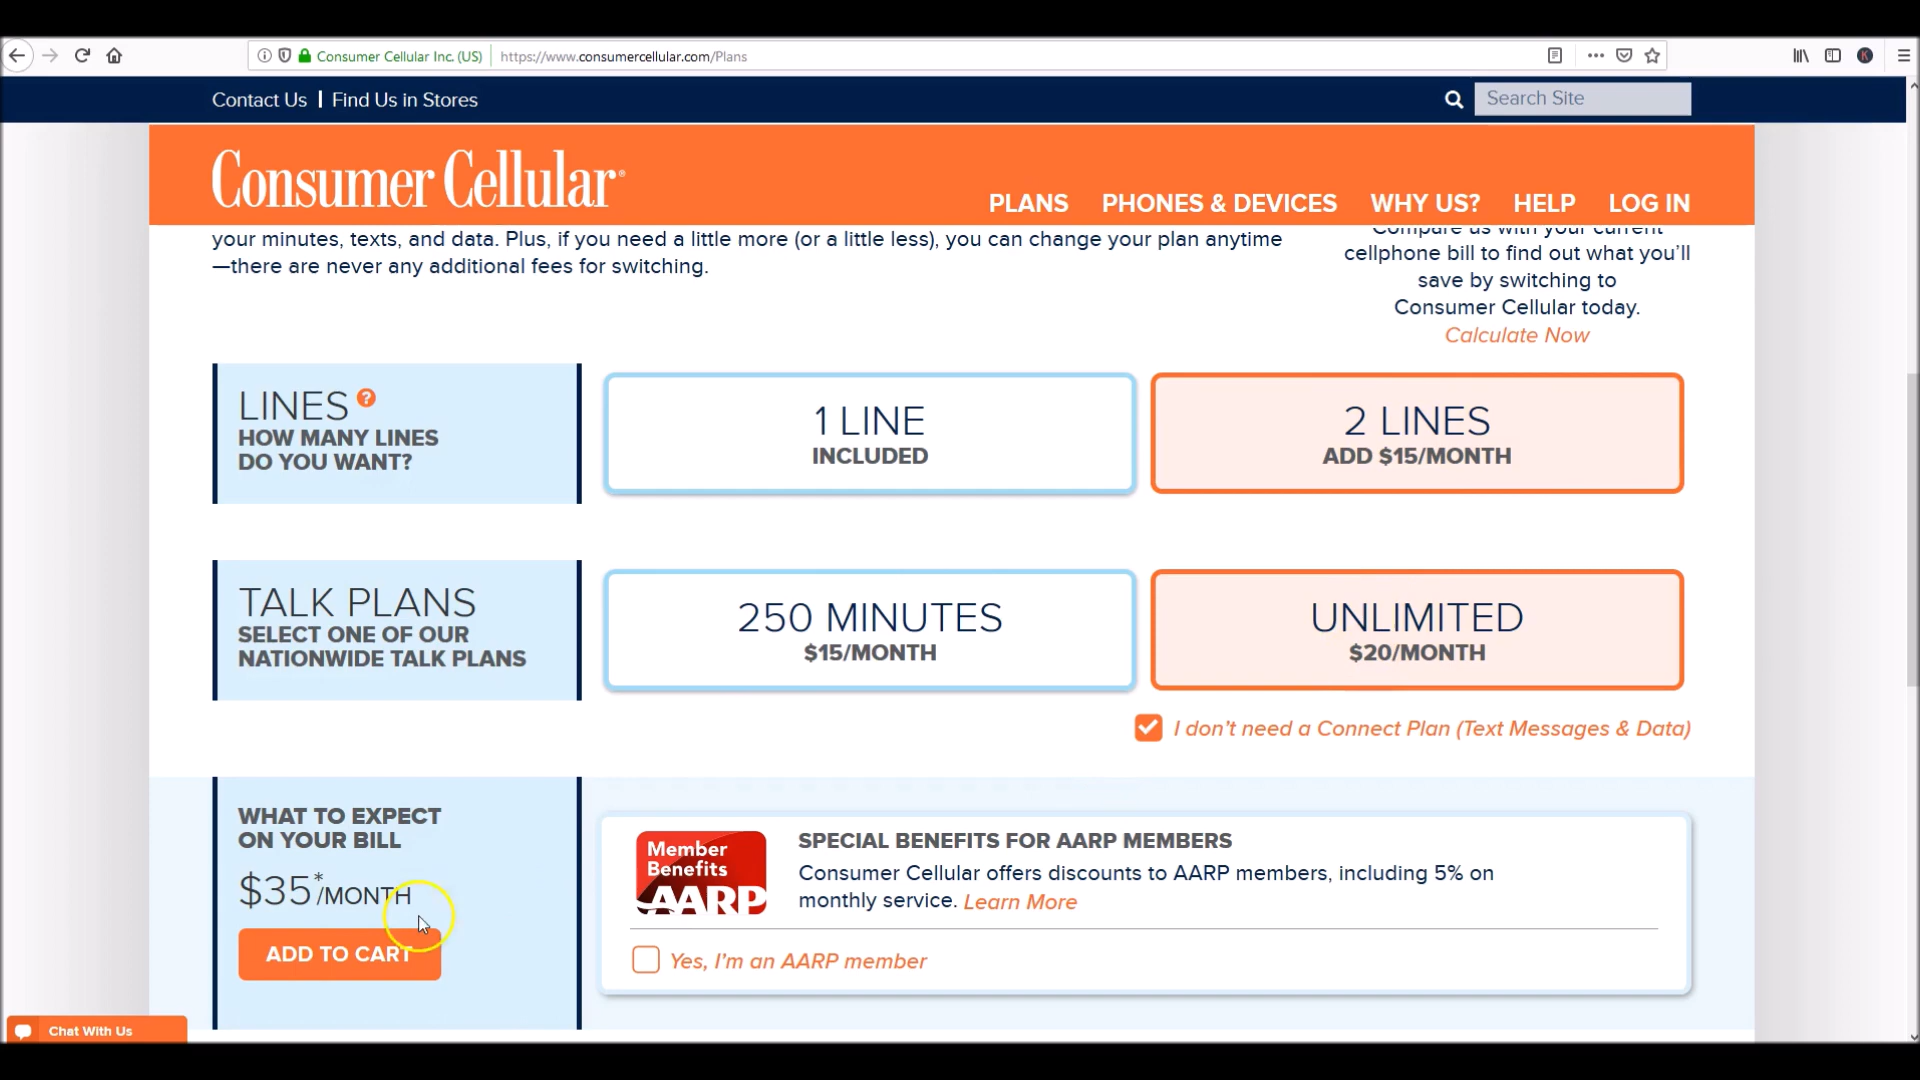 Consumer Cellular Inc. (US)
https://www.consumercellular.com/Plans
K
Contact Us | Find Us in Stores
Search Site
Consumer Cellular®
PLANS
PHONES & DEVICES
WHY US?
HELP
LOG IN
your minutes, texts, and data. Plus, if you need a little more (or a little less), you can change your plan anytime
—there are never any additional fees for switching.
Compare us with your current
cellphone bill to find out what you'll
save by switching to
Consumer Cellular today.
Calculate Now
LINES ?
HOW MANY LINES
DO YOU WANT?
1 LINE
INCLUDED
2 LINES
ADD $15/MONTH
TALK PLANS
SELECT ONE OF OUR
NATIONWIDE TALK PLANS
250 MINUTES
$15/MONTH
UNLIMITED
$20/MONTH
I don't need a Connect Plan (Text Messages & Data)
WHAT TO EXPECT
ON YOUR BILL
$35*/MONTH
ADD TO CART
Member
Benefits
AARP
SPECIAL BENEFITS FOR AARP MEMBERS
Consumer Cellular offers discounts to AARP members, including 5% on
monthly service. Learn More
Yes, I'm an AARP member
Chat With Us